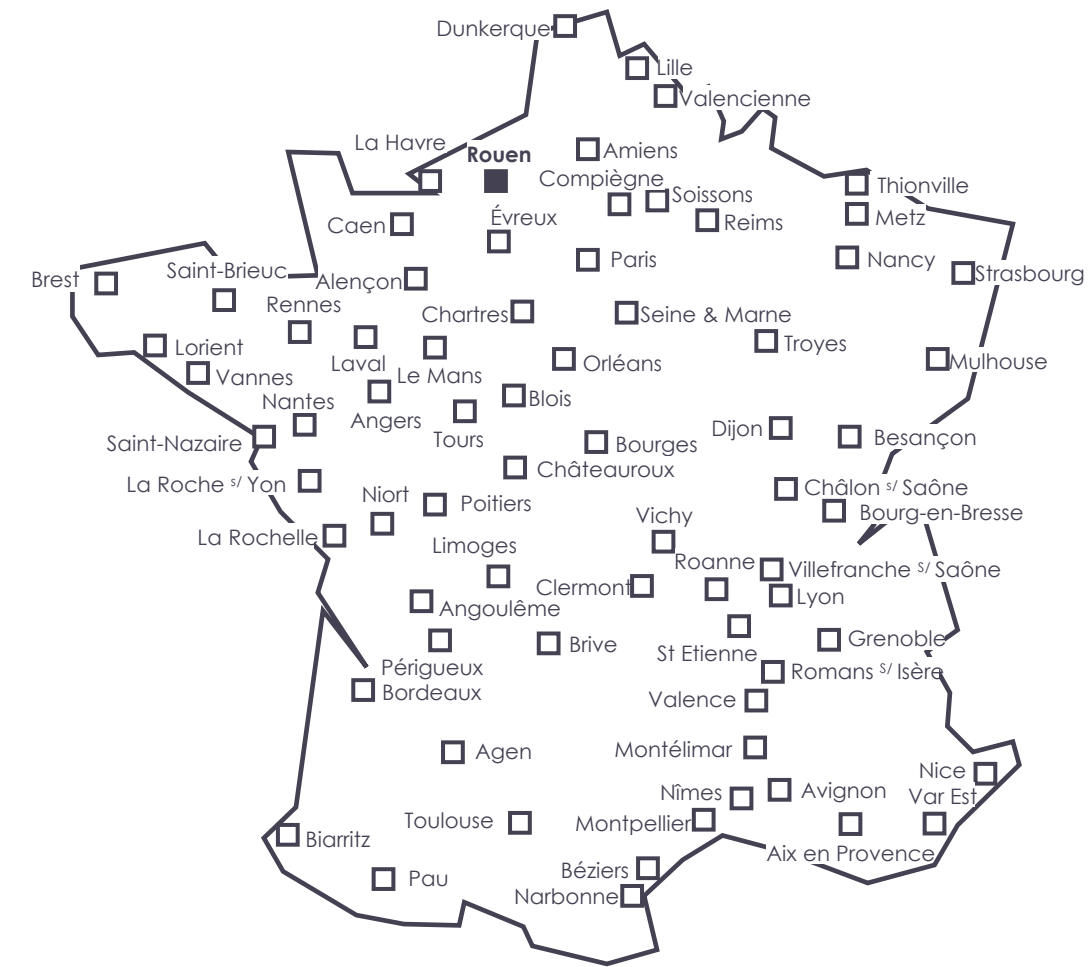 Dunkerque
Lille
Valencienne
La Havre
Rouen
Amiens
Compiègne
Soissons
Thionville
Caen
Évreux
Reims
Metz
Paris
Nancy
Brest
Saint-Brieuc
Alençon
Strasbourg
Rennes
Chartres
Seine & Marne
Troyes
Lorient
Laval
Le Mans
Orléans
Mulhouse
Vannes
Nantes
Angers
Tours
Blois
Dijon
Besançon
Saint-Nazaire
Bourges
Châteauroux
La Roche s/ Yon
Niort
Poitiers
Châlon s/ Saône
Bourg-en-Bresse
La Rochelle
Vichy
Limoges
Roanne
Villefranche s/ Saône
Clermont
Lyon
Angoulême
Brive
St Etienne
Grenoble
Périgueux
Romans s/ Isère
Bordeaux
Valence
Agen
Montélimar
Nice
Nîmes
Avignon
Var Est
Toulouse
Montpellier
Biarritz
Aix en Provence
Béziers
Pau
Narbonne